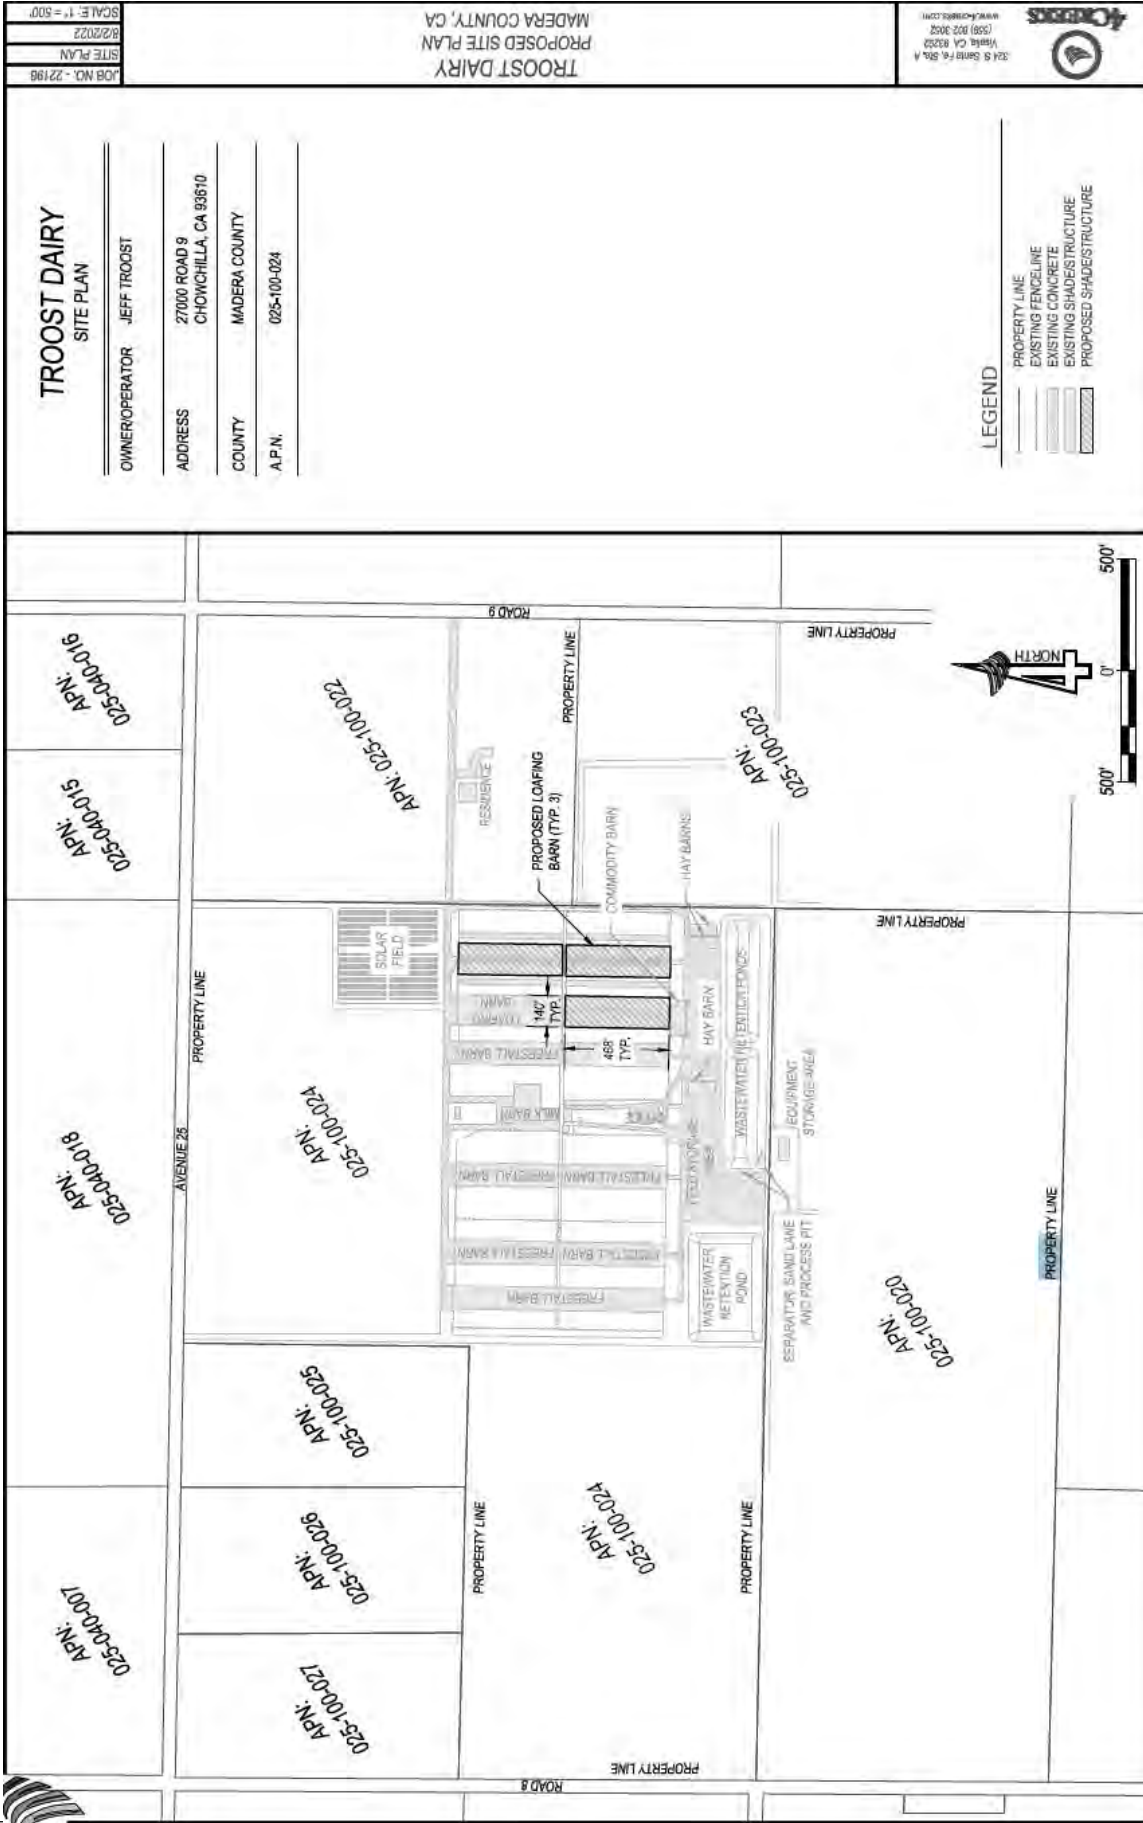 TROOST DAIRY
SITE PLAN
OWNER/OPERATOR JEFF TROOST
ADDRESS 27000 ROAD 9
CHOWCHILLA, CA 93610
COUNTY MADERA COUNTY
A.P.N. 025-100-024
LEGEND
PROPERTY LINE
EXISTING FENCELINE
EXISTING CONCRETE
EXISTING SHADE/STRUCTURE
PROPOSED SHADE/STRUCTURE
JOB NO. - 22196
SITE PLAN
8/2/2022
SCALE: 1" = 500'
TROOST DAIRY
PROPOSED SITE PLAN
MADERA COUNTY, CA
4CREEKS
324 S Santa Fe, Ste. A
Visalia, CA 93292
(559) 802-3052
www.4-creeks.com
APN:
025-040-007
APN:
025-040-018
APN:
025-040-015
APN:
025-040-016
AVENUE 25
PROPERTY LINE
APN:
025-100-027
APN:
025-100-026
APN:
025-100-025
APN:
025-100-024
SOLAR
FIELD
APN: 025-100-022
ROAD 9
RESIDENCE
PROPERTY LINE
PROPOSED LOAFING
BARN (TYP. 3)
PROPERTY LINE
APN:
025-100-024
FREESTALL BARN
FREESTALL BARN
FREESTALL BARN
FREESTALL BARN
FREESTALL BARN
MILK BARN
FREESTALL BARN
LOAFING
BARN
140'
TYP.
468'
TYP.
COMMODITY BARN
HAY BARNS
HAY BARN
WASTEWATER
RETENTION
POND
WASTEWATER RETENTION PONDS
EQUIPMENT
STORAGE AREA
SEPARATOR, SAND LANE
AND PROCESS PIT
APN:
025-100-023
PROPERTY LINE
PROPERTY LINE
PROPERTY LINE
ROAD 8
PROPERTY LINE
APN:
025-100-020
PROPERTY LINE
NORTH
500' 0' 500'